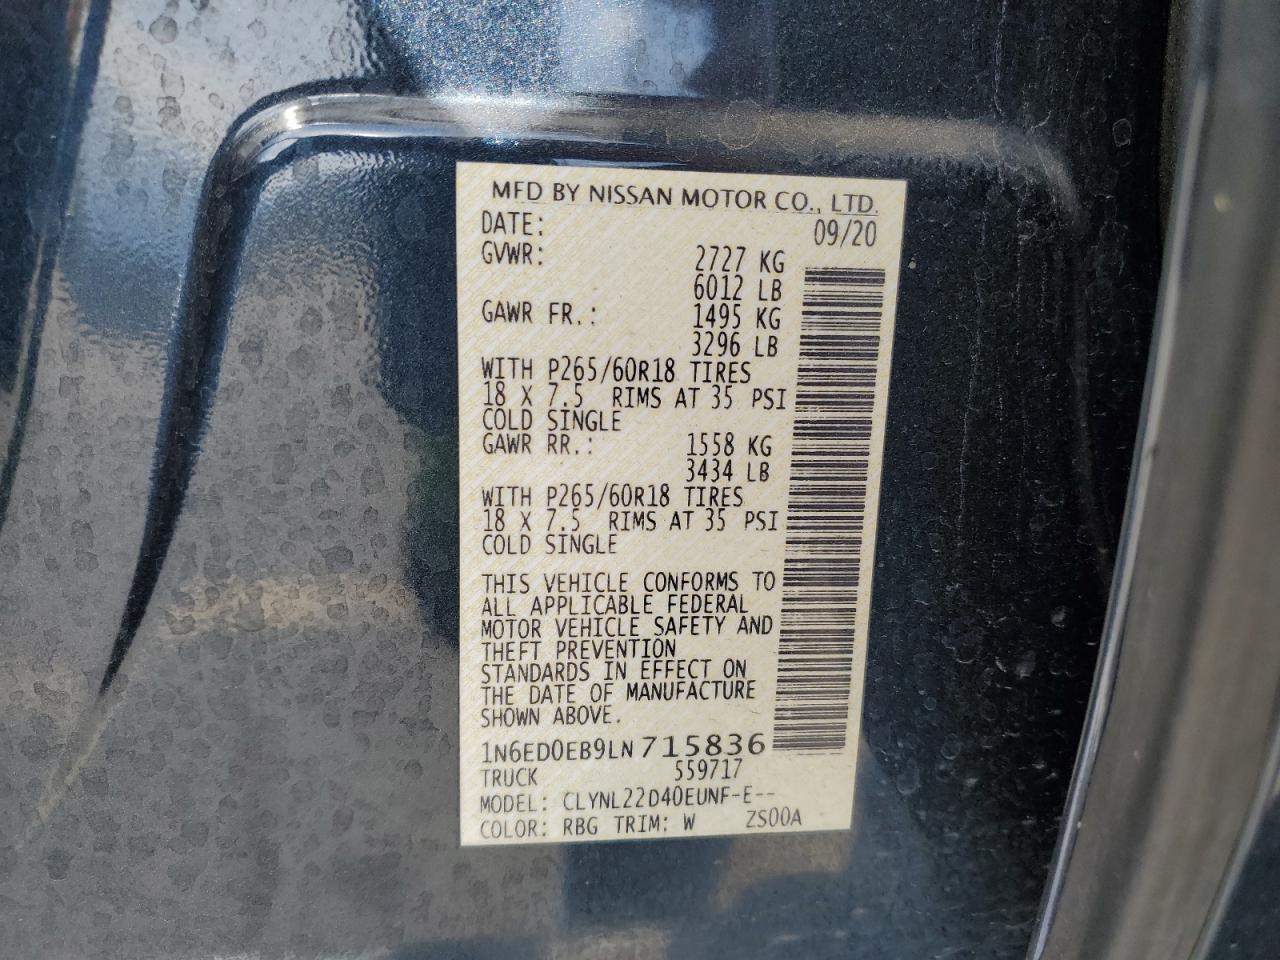 MFD BY NISSAN MOTOR CO., LTD.
DATE: 09/20
GVWR: 2727 KG
6012 LB
GAWR FR.: 1495 KG
3296 LB
WITH P265/60R18 TIRES
18 X 7.5 RIMS AT 35 PSI
COLD SINGLE
GAWR RR.: 1558 KG
3434 LB
WITH P265/60R18 TIRES
18 X 7.5 RIMS AT 35 PSI
COLD SINGLE
THIS VEHICLE CONFORMS TO
ALL APPLICABLE FEDERAL
MOTOR VEHICLE SAFETY AND
THEFT PREVENTION
STANDARDS IN EFFECT ON
THE DATE OF MANUFACTURE
SHOWN ABOVE.
1N6ED0EB9LN715836
TRUCK 559717
MODEL: CLYNL22D40EUNF-E--
COLOR: RBG TRIM: W ZS00A